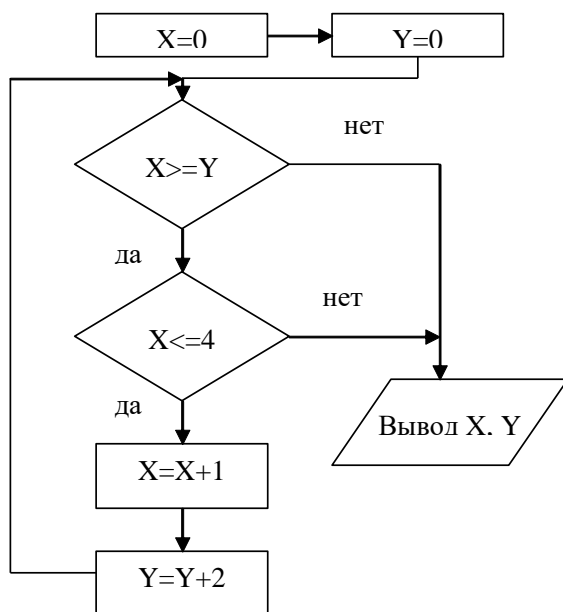 X=0
Y=0
нет
X>=Y
да
нет
X<=4
да
Вывод X, Y
X=X+1
Y=Y+2